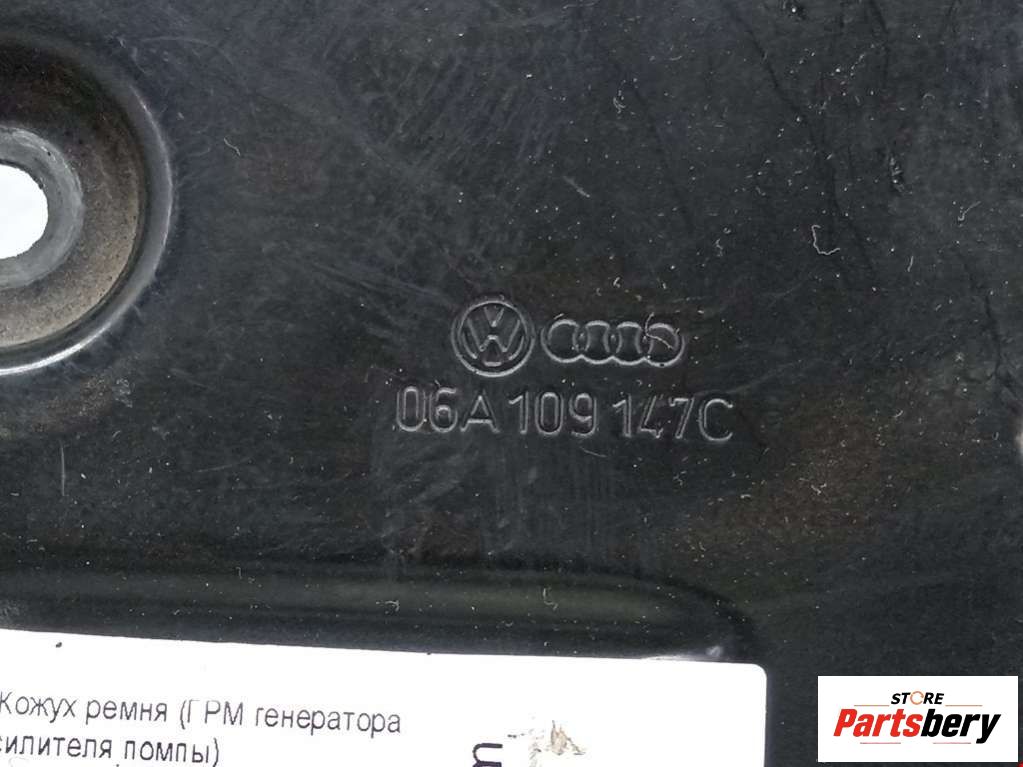 06A 109 147C
Кожух ремня (ГРМ генератора
силителя помпы)
STORE
Partsbery